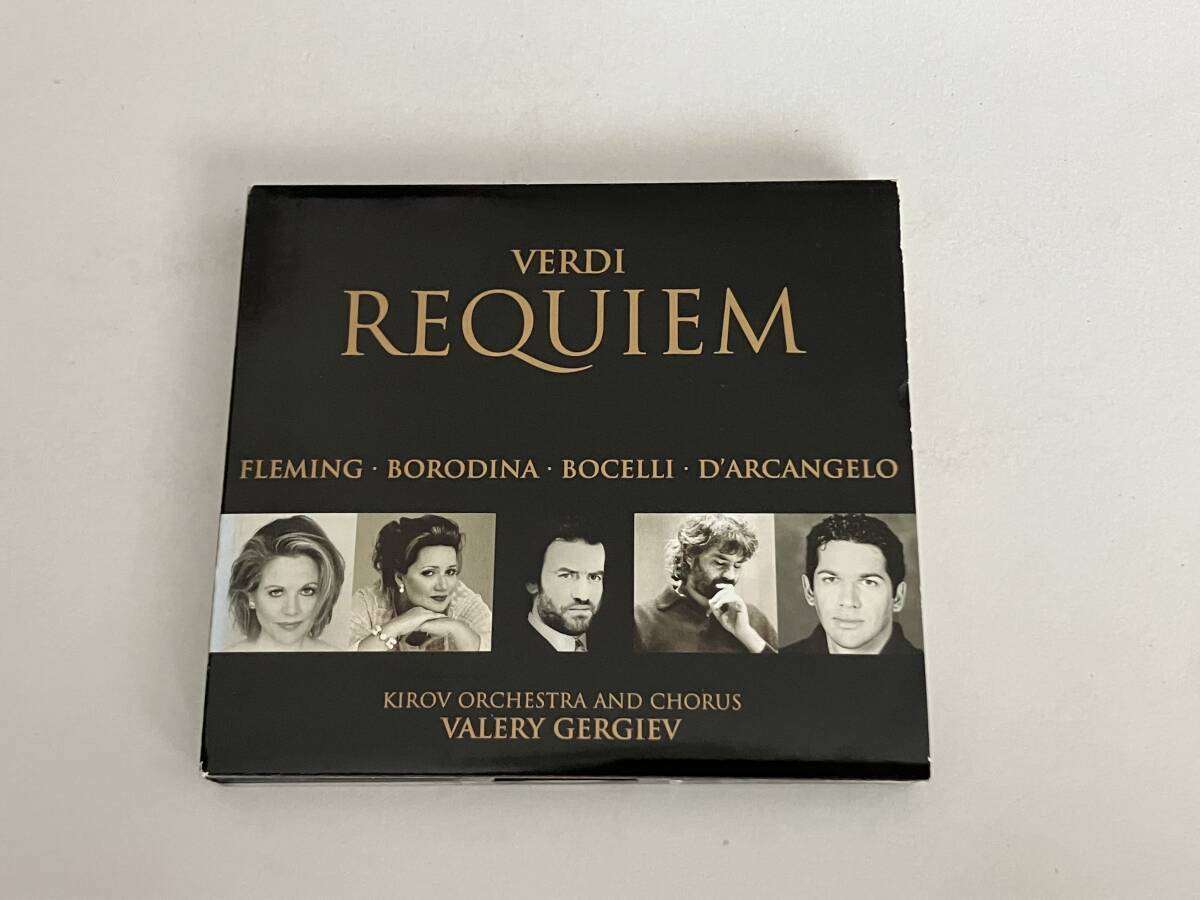 VERDI
REQUIEM
FLEMING · BORODINA · BOCELLI · D'ARCANGELO
KIROV ORCHESTRA AND CHORUS
VALERY GERGIEV